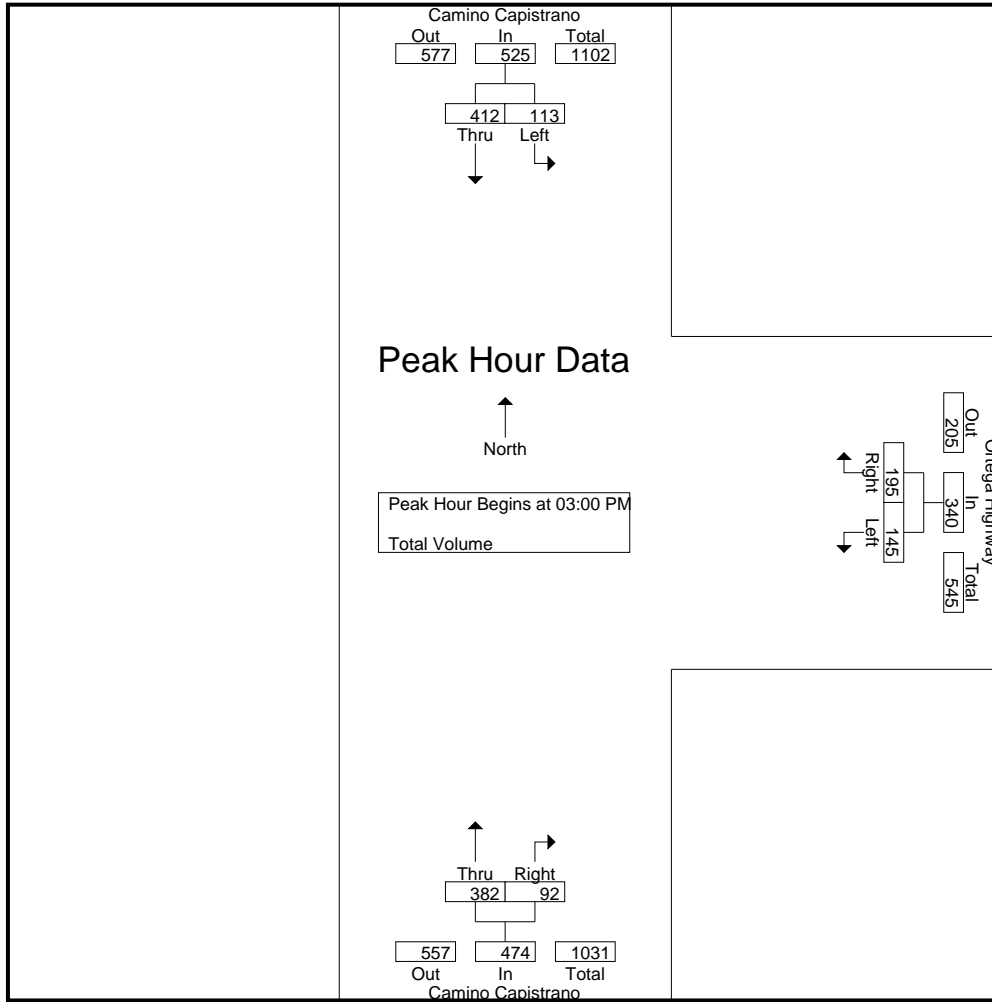 Camino Capistrano
Out In Total
577 525 1102
412 113
Thru Left
Peak Hour Data
North
Peak Hour Begins at 03:00 PM
Total Volume
Ortega Highway
Out In Total
205 340 545
195 145
Right Left
Thru Right
382 92
557 474 1031
Out In Total
Camino Capistrano